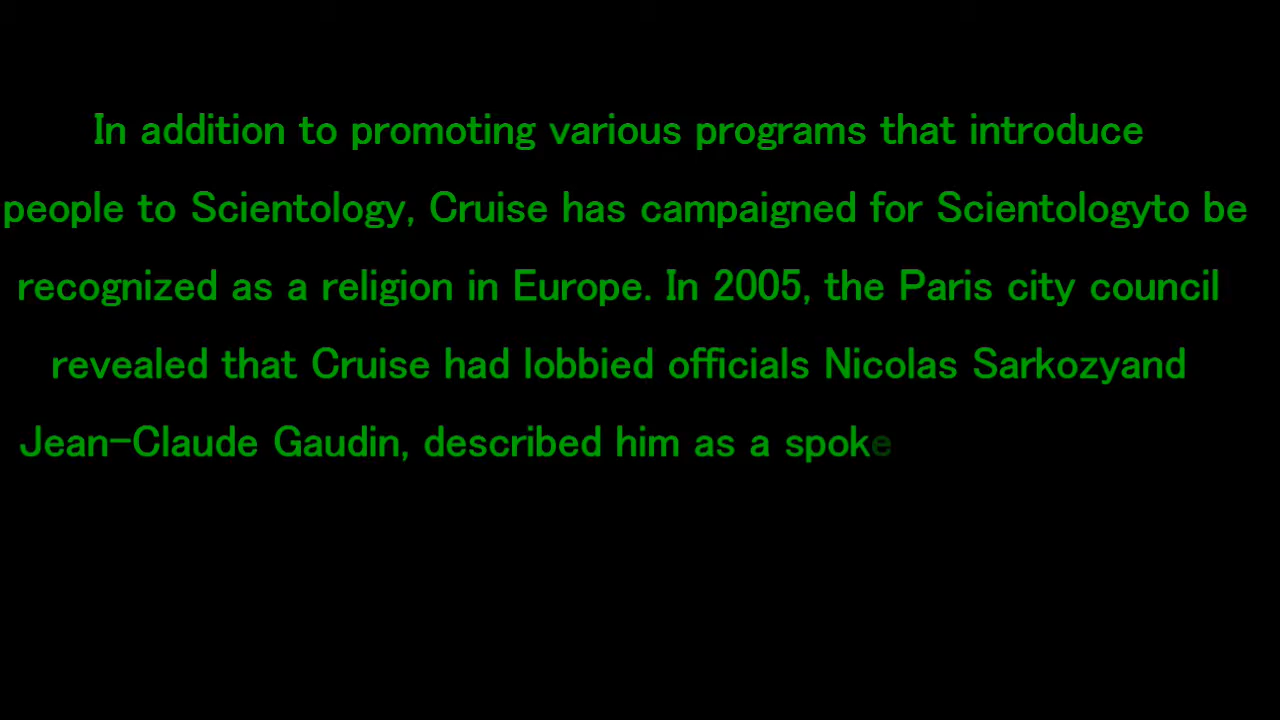 In addition to promoting various programs that introduce
people to Scientology, Cruise has campaigned for Scientologyto be
recognized as a religion in Europe. In 2005, the Paris city council
revealed that Cruise had lobbied officials Nicolas Sarkozyand
Jean-Claude Gaudin, described him as a spoke